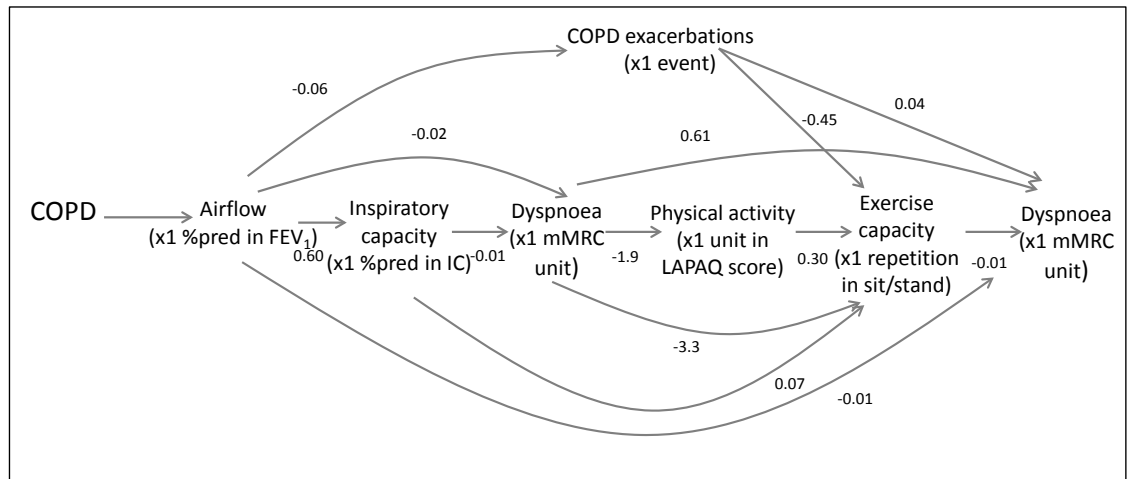 COPD exacerbations
(x1 event)
-0.06
0.04
-0.45
-0.02
0.61
COPD
Airflow
(x1 %pred in FEV1)
0.60
Inspiratory
capacity
(x1 %pred in IC)
-0.01
Dyspnoea
(x1 mMRC
unit)
-1.9
Physical activity
(x1 unit in
LAPAQ score)
0.30
Exercise
capacity
(x1 repetition
in sit/stand)
-0.01
Dyspnoea
(x1 mMRC
unit)
-3.3
0.07
-0.01